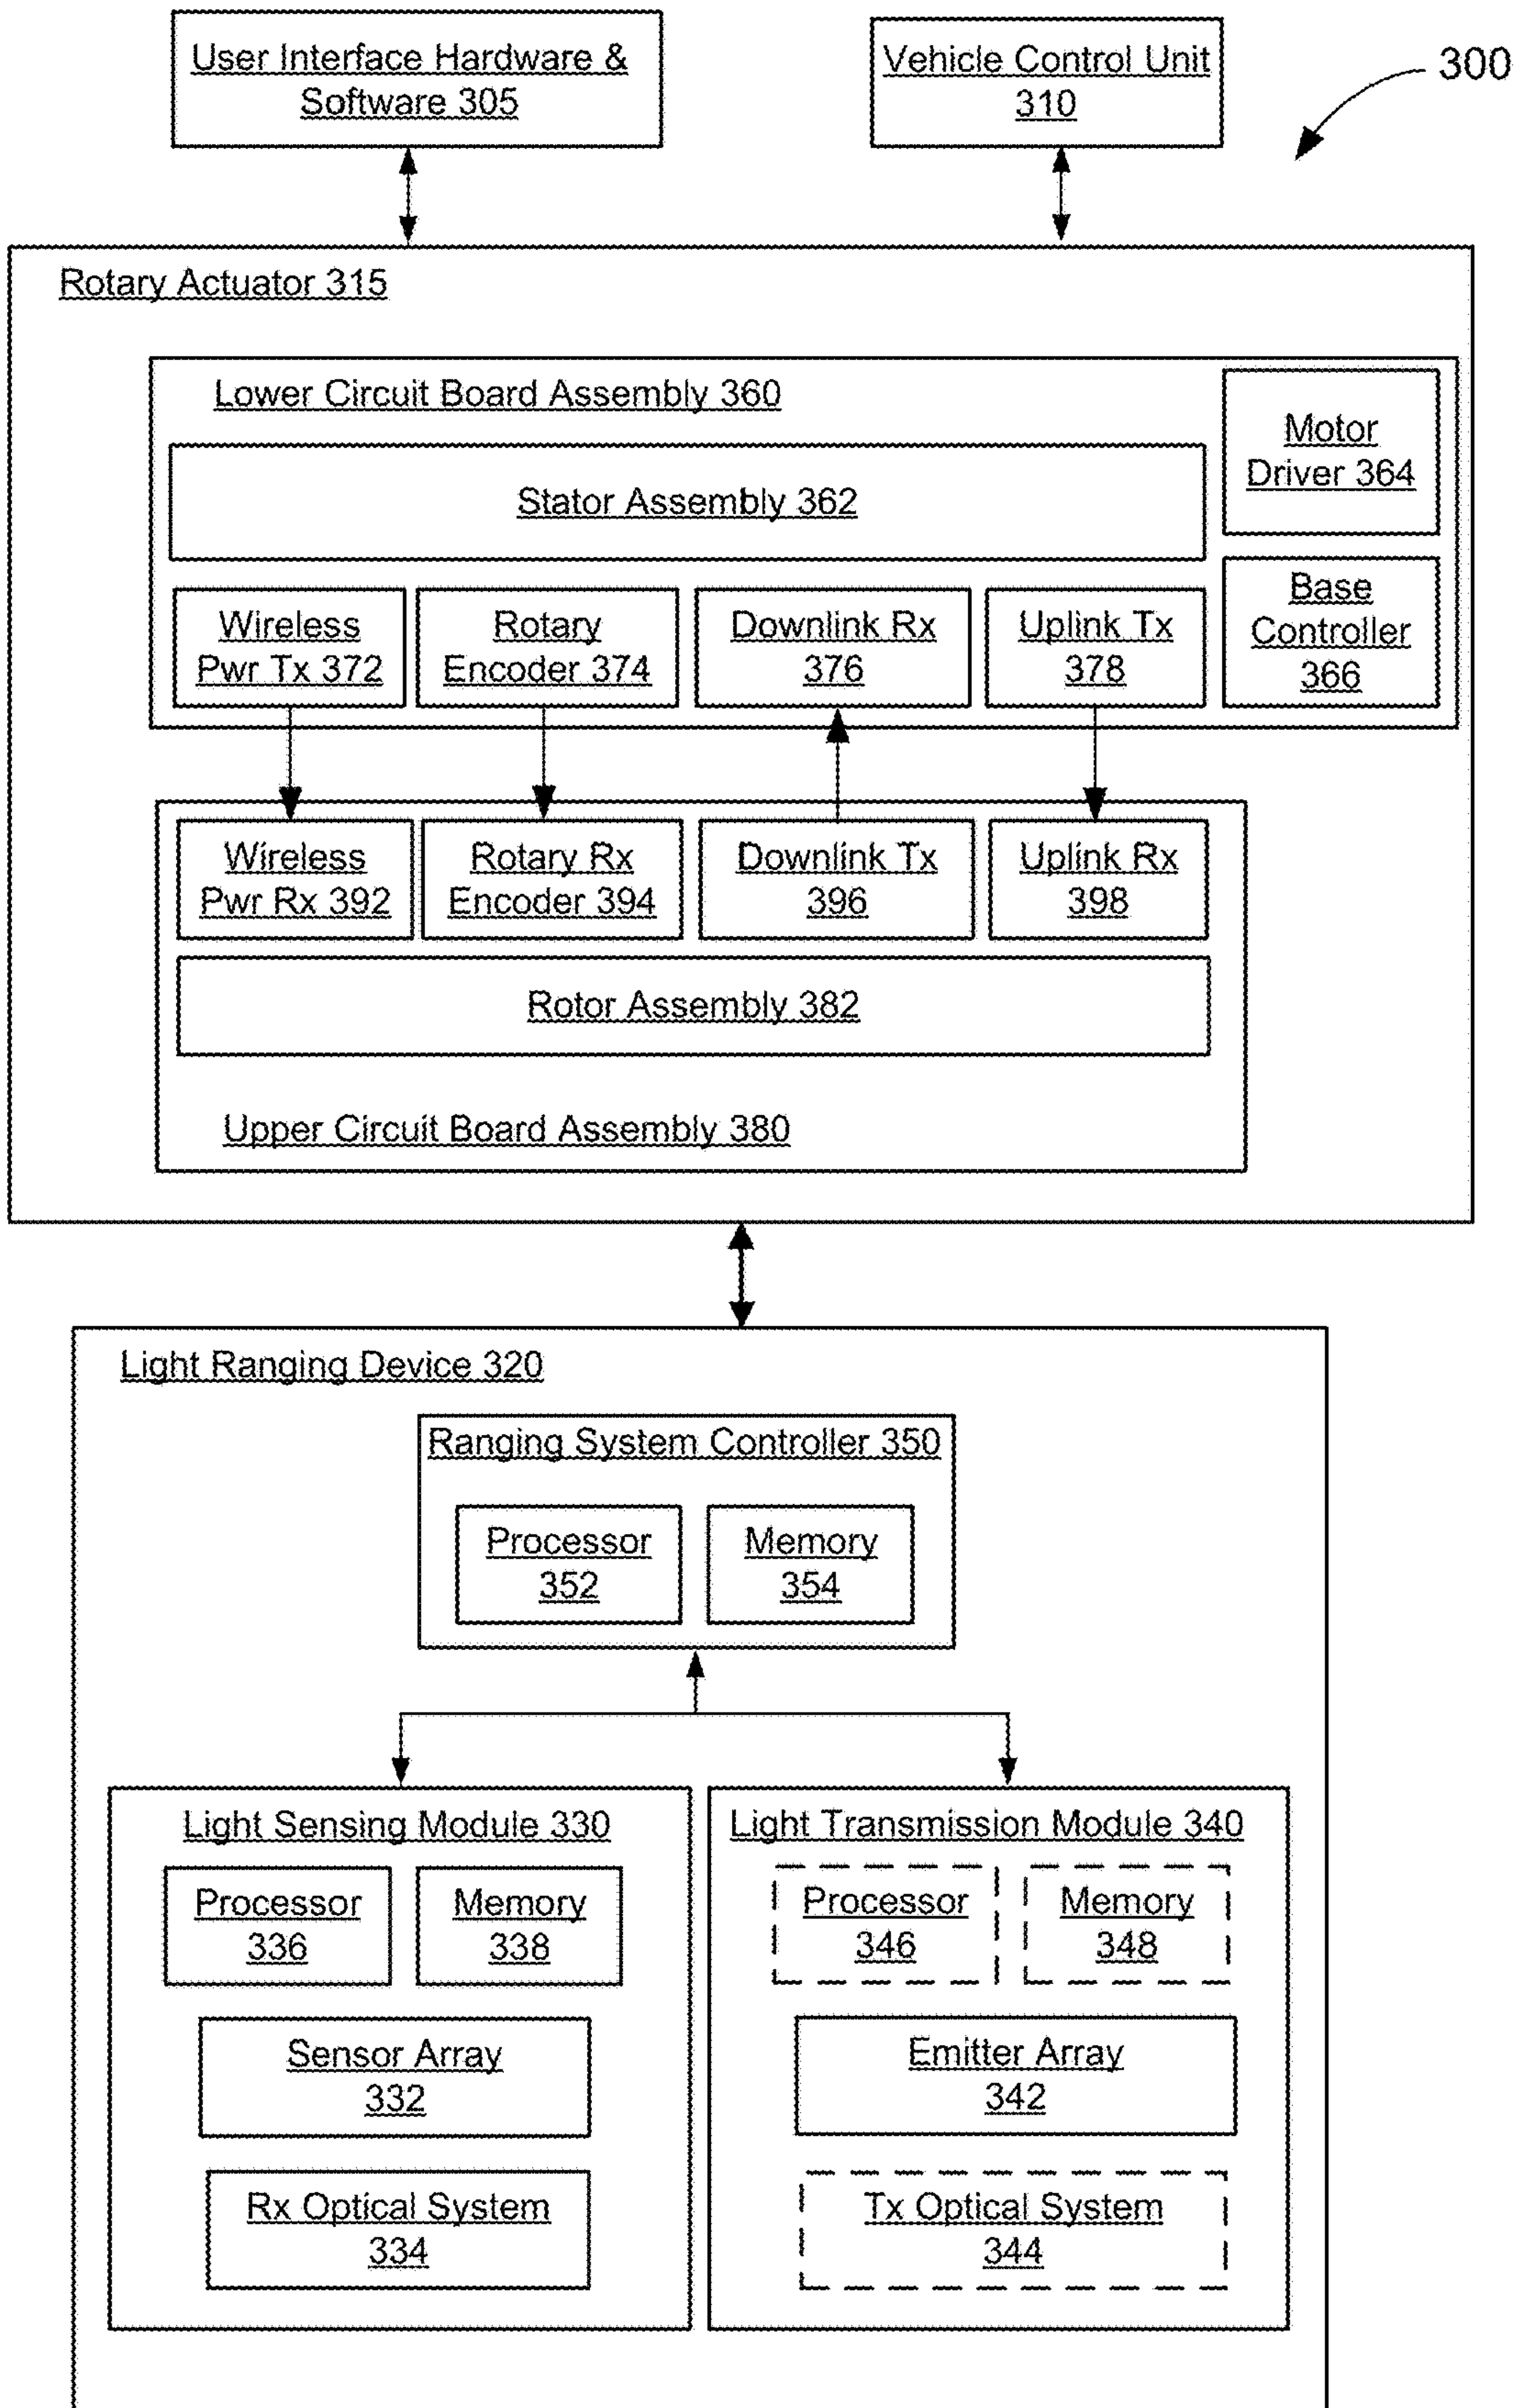 User Interface Hardware &
Software 305
Vehicle Control Unit
310
300
Rotary Actuator 315
Lower Circuit Board Assembly 360
Motor
Driver 364
Stator Assembly 362
Base
Controller
366
Wireless
Pwr Tx 372
Rotary
Encoder 374
Downlink Rx
376
Uplink Tx
378
Wireless
Pwr Rx 392
Rotary Rx
Encoder 394
Downlink Tx
396
Uplink Rx
398
Rotor Assembly 382
Upper Circuit Board Assembly 380
Light Ranging Device 320
Ranging System Controller 350
Processor
352
Memory
354
Light Sensing Module 330
Processor
336
Memory
338
Sensor Array
332
Rx Optical System
334
Light Transmission Module 340
Processor
346
Memory
348
Emitter Array
342
Tx Optical System
344